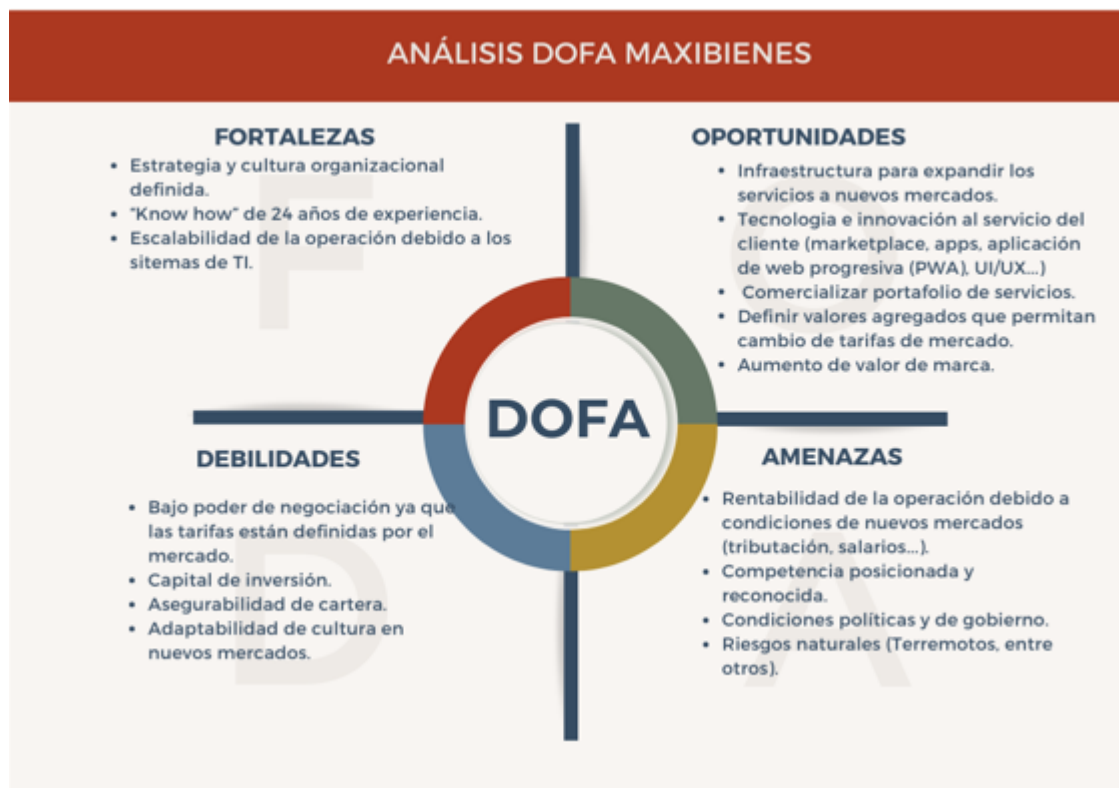 ANÁLISIS DOFA MAXIBIENES
FORTALEZAS
• Estrategia y cultura organizacional
definida.
• "Know how" de 24 años de experiencia.
• Escalabilidad de la operación debido a los
sitemas de TI.
F
OPORTUNIDADES
• Infraestructura para expandir los
servicios a nuevos mercados.
• Tecnologia e innovación al servicio del
cliente (marketplace, apps, aplicación
de web progresiva (PWA), UI/UX...)
• Comercializar portafolio de servicios.
• Definir valores agregados que permitan
cambio de tarifas de mercado.
• Aumento de valor de marca.
O
DOFA
DEBILIDADES
• Bajo poder de negociación ya que
las tarifas están definidas por el
mercado.
• Capital de inversión.
• Asegurabilidad de cartera.
• Adaptabilidad de cultura en
nuevos mercados.
D
AMENAZAS
• Rentabilidad de la operación debido a
condiciones de nuevos mercados
(tributación, salarios...).
• Competencia posicionada y
reconocida.
• Condiciones políticas y de gobierno.
• Riesgos naturales (Terremotos, entre
otros).
A